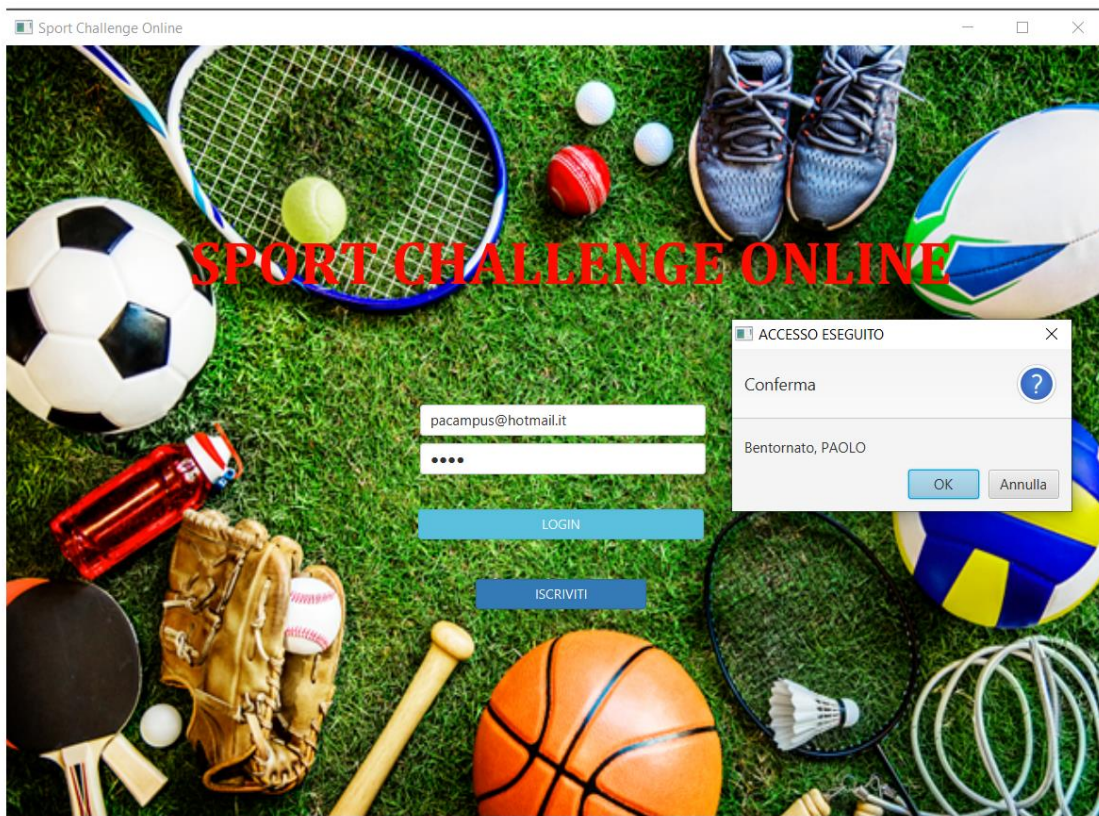 Sport Challenge Online
SPORT CHALLENGE ONLINE
ACCESSO ESEGUITO
Conferma
?
Bentornato, PAOLO
OK
Annulla
pacampus@hotmail.it
••••
LOGIN
ISCRIVITI